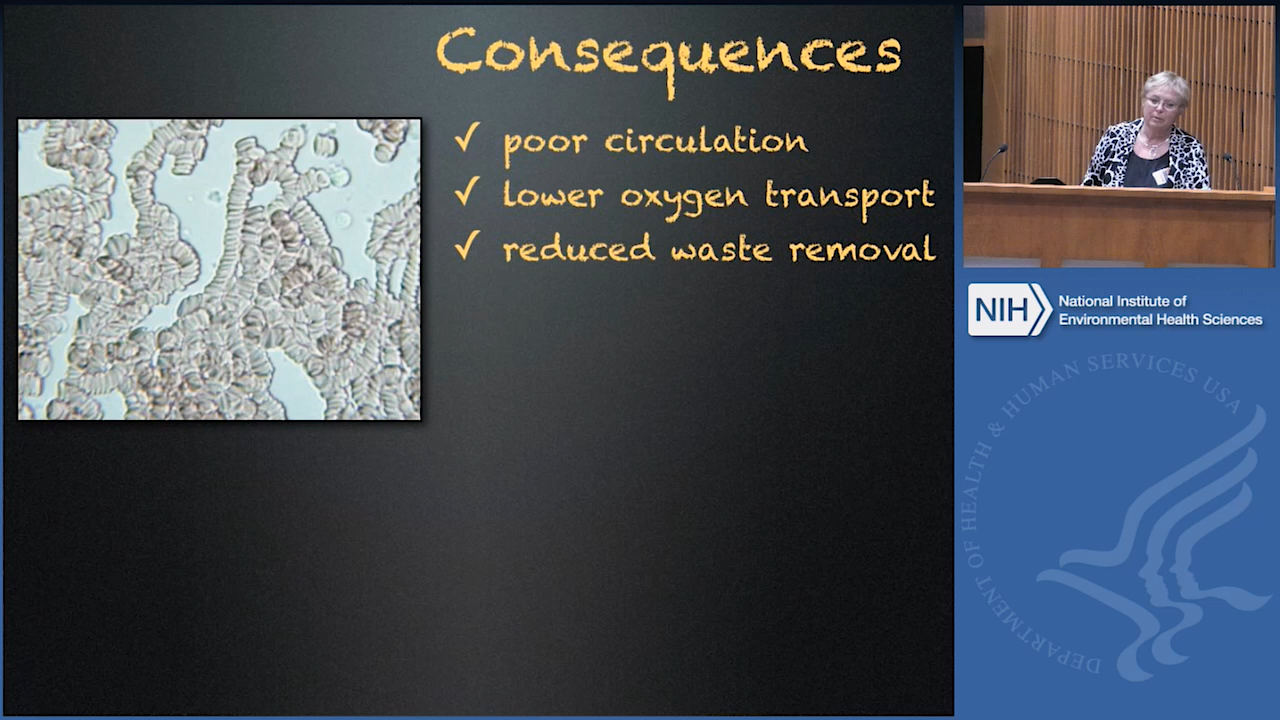 Consequences
✓ poor circulation
✓ lower oxygen transport
✓ reduced waste removal
NIH
National Institute of
Environmental Health Sciences
DEPARTMENT OF HEALTH & HUMAN SERVICES USA